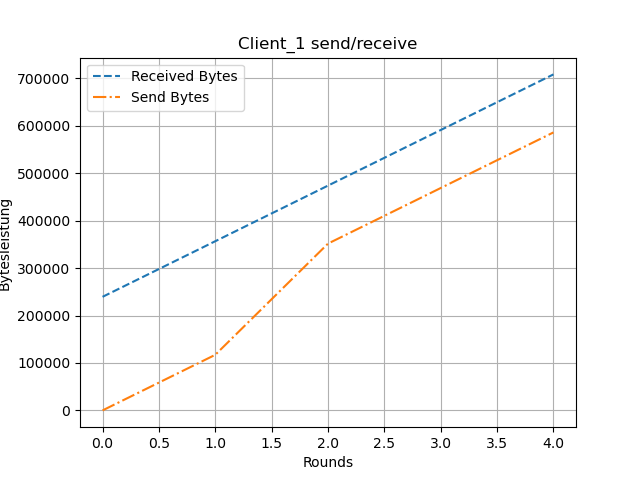 Client_1 send/receive
Received Bytes
Send Bytes
700000
600000
500000
400000
300000
200000
100000
0
Bytesleistung
0.0 0.5 1.0 1.5 2.0 2.5 3.0 3.5 4.0
Rounds